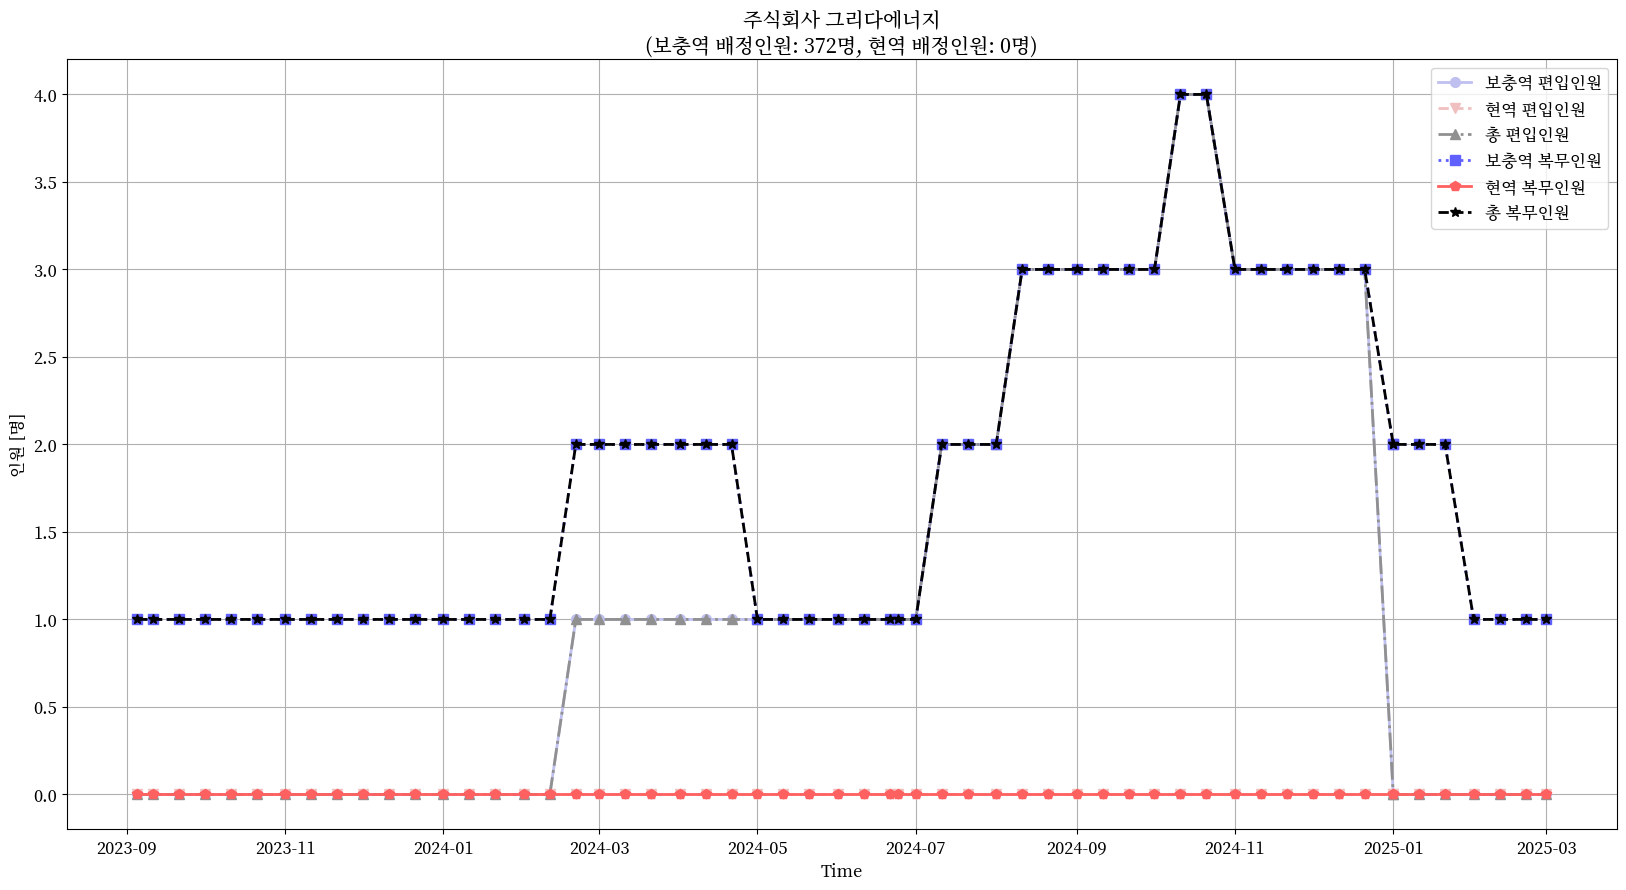 주식회사 그리다에너지
(보충역 배정인원: 372명, 현역 배정인원: 0명)
보충역 편입인원
현역 편입인원
총 편입인원
보충역 복무인원
현역 복무인원
총 복무인원
인원 [명]
4.0
3.5
3.0
2.5
2.0
1.5
1.0
0.5
0.0
2023-09 2023-11 2024-01 2024-03 2024-05 2024-07 2024-09 2024-11 2025-01 2025-03
Time